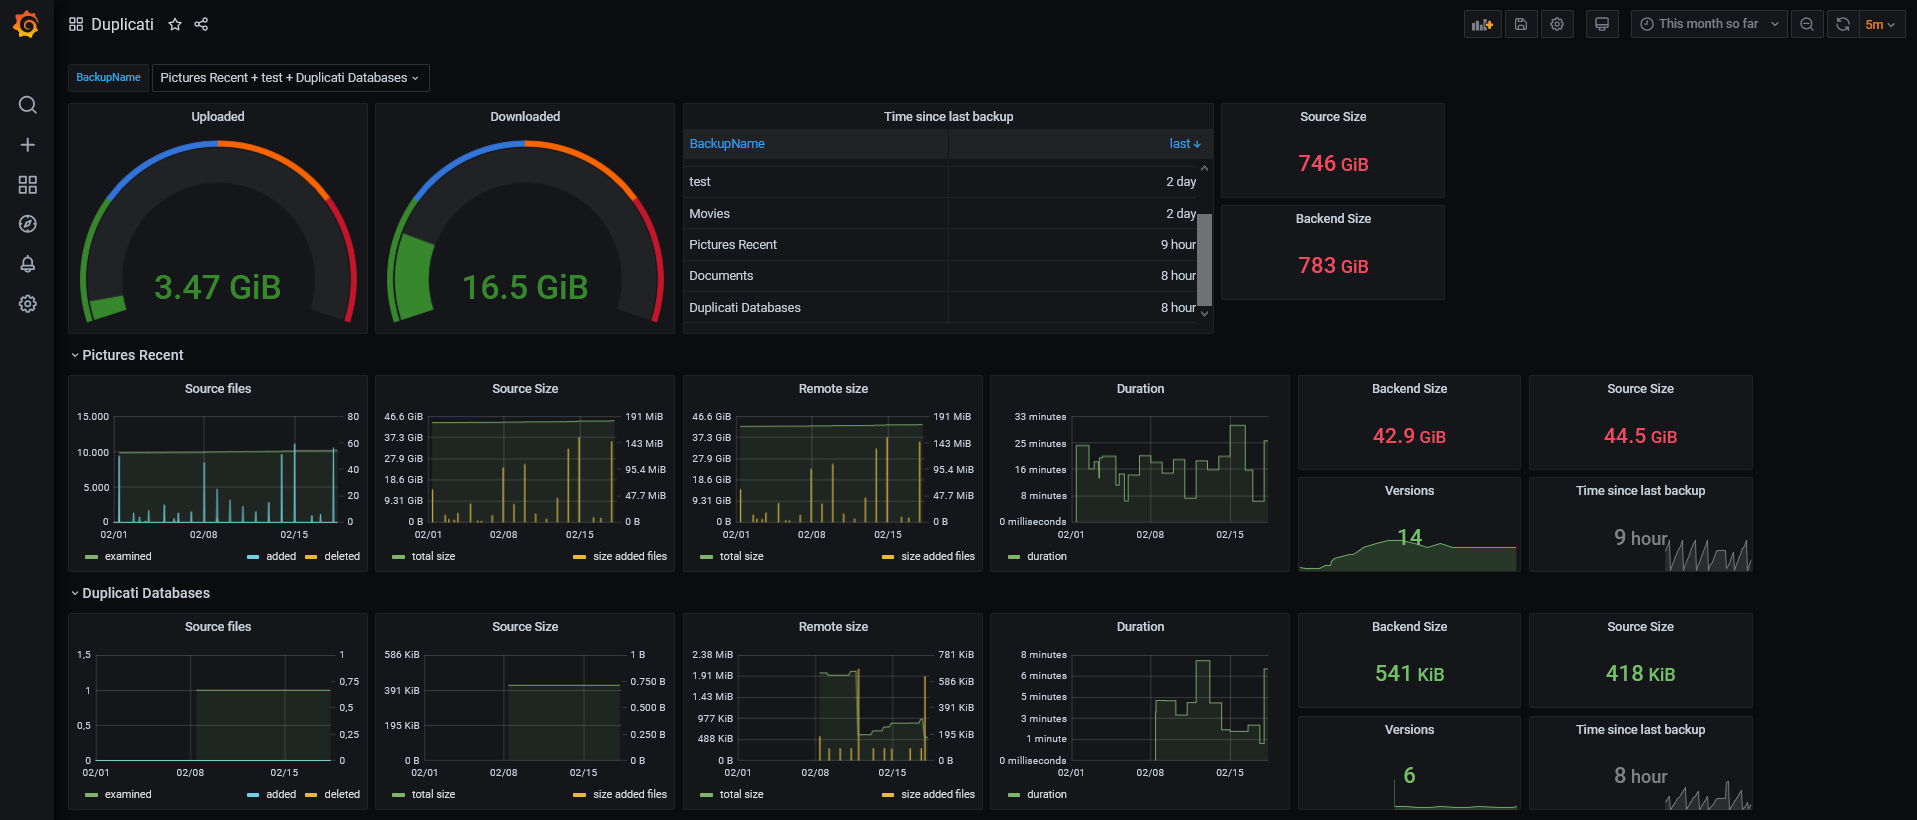 Duplicati
This month so far
5m
BackupName
Pictures Recent + test + Duplicati Databases
Uploaded
3.47 GiB
Downloaded
16.5 GiB
Time since last backup
BackupName last
test 2 day
Movies 2 day
Pictures Recent 9 hour
Documents 8 hour
Duplicati Databases 8 hour
Source Size
746 GiB
Backend Size
783 GiB
Pictures Recent
Source files
15.000 80
60
10.000
40
5.000
20
0 0
02/01 02/08 02/15
examined added deleted
Source Size
46.6 GiB 191 MiB
37.3 GiB 143 MiB
27.9 GiB 95.4 MiB
18.6 GiB
9.31 GiB 47.7 MiB
0 B 0 B
02/01 02/08 02/15
total size size added files
Remote size
46.6 GiB 191 MiB
37.3 GiB 143 MiB
27.9 GiB 95.4 MiB
18.6 GiB
9.31 GiB 47.7 MiB
0 B 0 B
02/01 02/08 02/15
total size size added files
Duration
33 minutes
25 minutes
16 minutes
8 minutes
0 milliseconds
02/01 02/08 02/15
duration
Backend Size
42.9 GiB
Source Size
44.5 GiB
Versions
14
Time since last backup
9 hour
Duplicati Databases
Source files
1,5 1
0,75
1
0,5
0,5
0,25
0 0
02/01 02/08 02/15
examined added deleted
Source Size
586 KiB 1 B
0.750 B
391 KiB
0.500 B
195 KiB
0.250 B
0 B 0 B
02/01 02/08 02/15
total size size added files
Remote size
2.38 MiB 781 KiB
1.91 MiB 586 KiB
1.43 MiB
977 KiB 391 KiB
488 KiB 195 KiB
0 B 0 B
02/01 02/08 02/15
total size size added files
Duration
8 minutes
6 minutes
5 minutes
3 minutes
1 minute
0 milliseconds
02/01 02/08 02/15
duration
Backend Size
541 KiB
Source Size
418 KiB
Versions
6
Time since last backup
8 hour